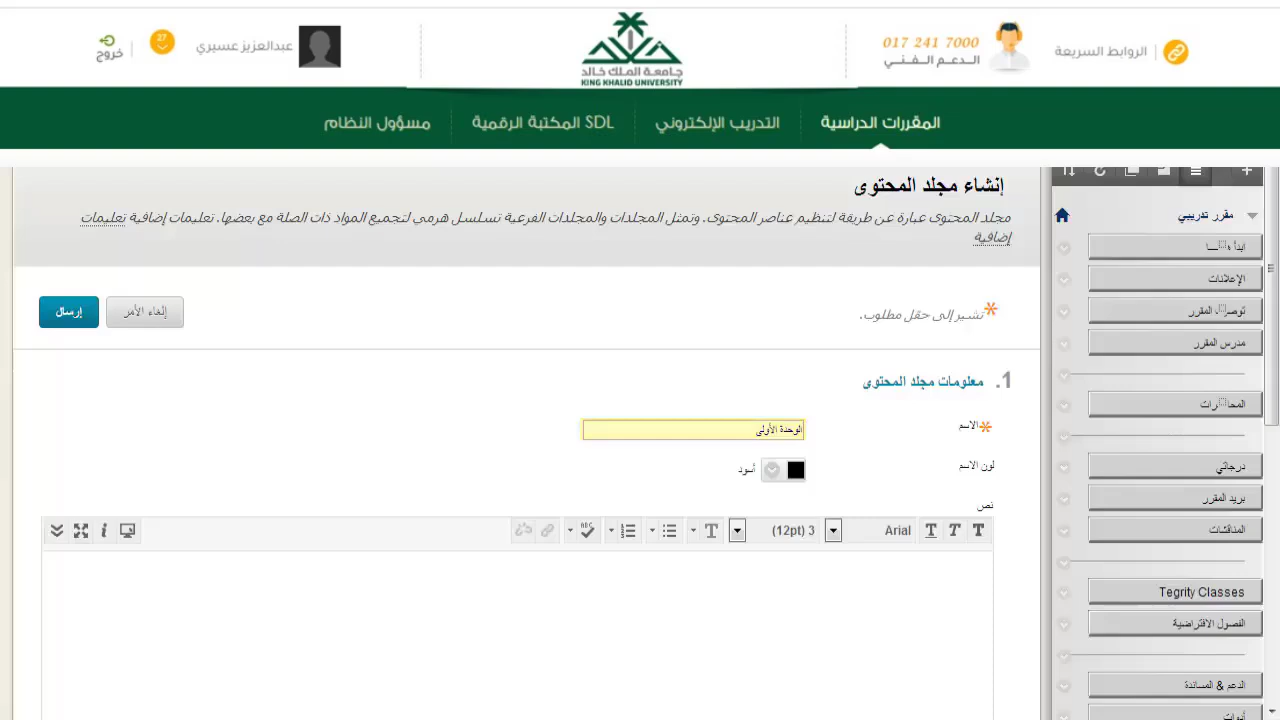 الروابط السريعة
017 241 7000
الـدعـم الـفـنـي
جامعة الملك خالد
KING KHALID UNIVERSITY
عبدالعزيز عسيري
27
خروج
المقررات الدراسية
التدريب الإلكتروني
SDL المكتبة الرقمية
مسؤول النظام
إنشاء مجلد المحتوى
مجلد المحتوى عبارة عن طريقة لتنظيم عناصر المحتوى. وتمثل المجلدات والمجلدات الفرعية تسلسل هرمي لتجميع المواد ذات الصلة مع بعضها. تعليمات إضافية تعليمات
إضافية
تشير إلى حقل مطلوب.
إلغاء الأمر
إرسال
1. معلومات مجلد المحتوى
الاسم
الوحدة الأولى
لون الاسم
أسود
نص
T T T Arial 3 (12pt) T ABC i
مقرر تدريبي
الإعلانات
المقرر
مدرس المقرر
درجاتي
بريد المقرر
المناقشات
Tegrity Classes
الفصول الافتراضية
الدعم & المساندة
أدوات